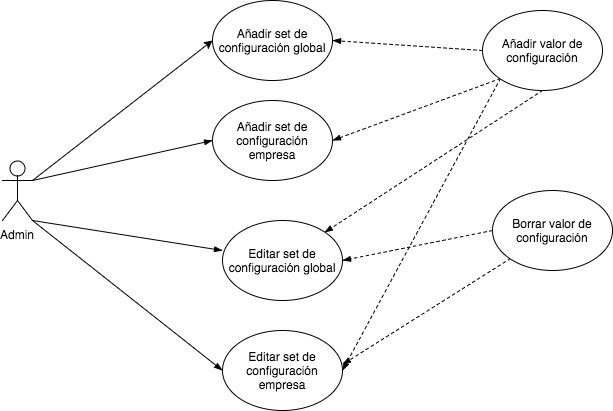 Añadir set de
configuración global
Añadir valor de
configuración
Añadir set de
configuración
empresa
Admin
Borrar valor de
configuración
Editar set de
configuración global
Editar set de
configuración
empresa